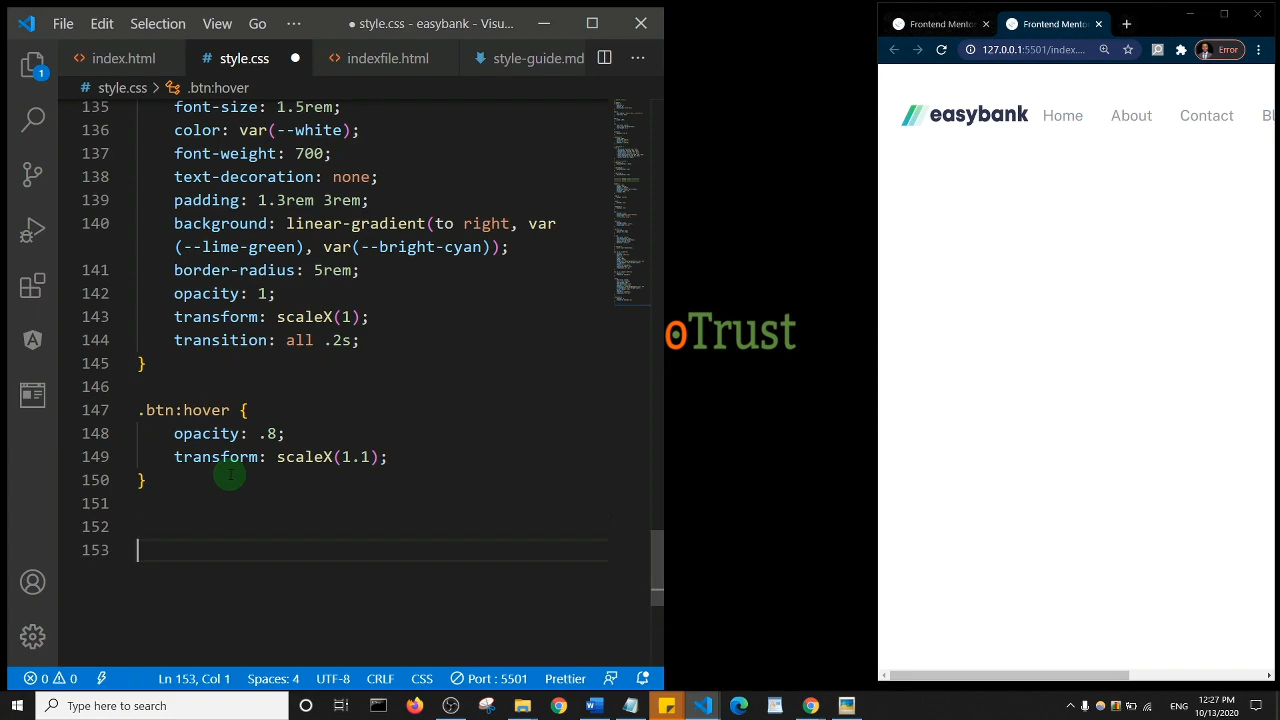 File Edit Selection View Go ··· ● style.css - easybank - Visu...
index.html # style.css ● indexfile.html style-guide.md ···
# style.css > .btn:hover
135 font-size: 1.5rem;
136 color: var(--white);
137 font-weight: 700;
138 text-decoration: none;
139 padding: 1.3rem 3rem;
140 background: linear-gradient(to right, var
(--lime-green), var(--bright-cyan));
141 border-radius: 5rem;
142 opacity: 1;
143 transform: scaleX(1);
144 transition: all .2s;
145 }
146
147 .btn:hover {
148 opacity: .8;
149 transform: scaleX(1.1);
150 }
151
152
153
1
0 0 Ln 153, Col 1 Spaces: 4 UTF-8 CRLF CSS Port : 5501 Prettier
oTrust
Frontend Mento Frontend Mento
127.0.0.1:5501/index.... Error
easybank Home About Contact Bl
Type here to search
ENG 12:27 PM
10/13/2020